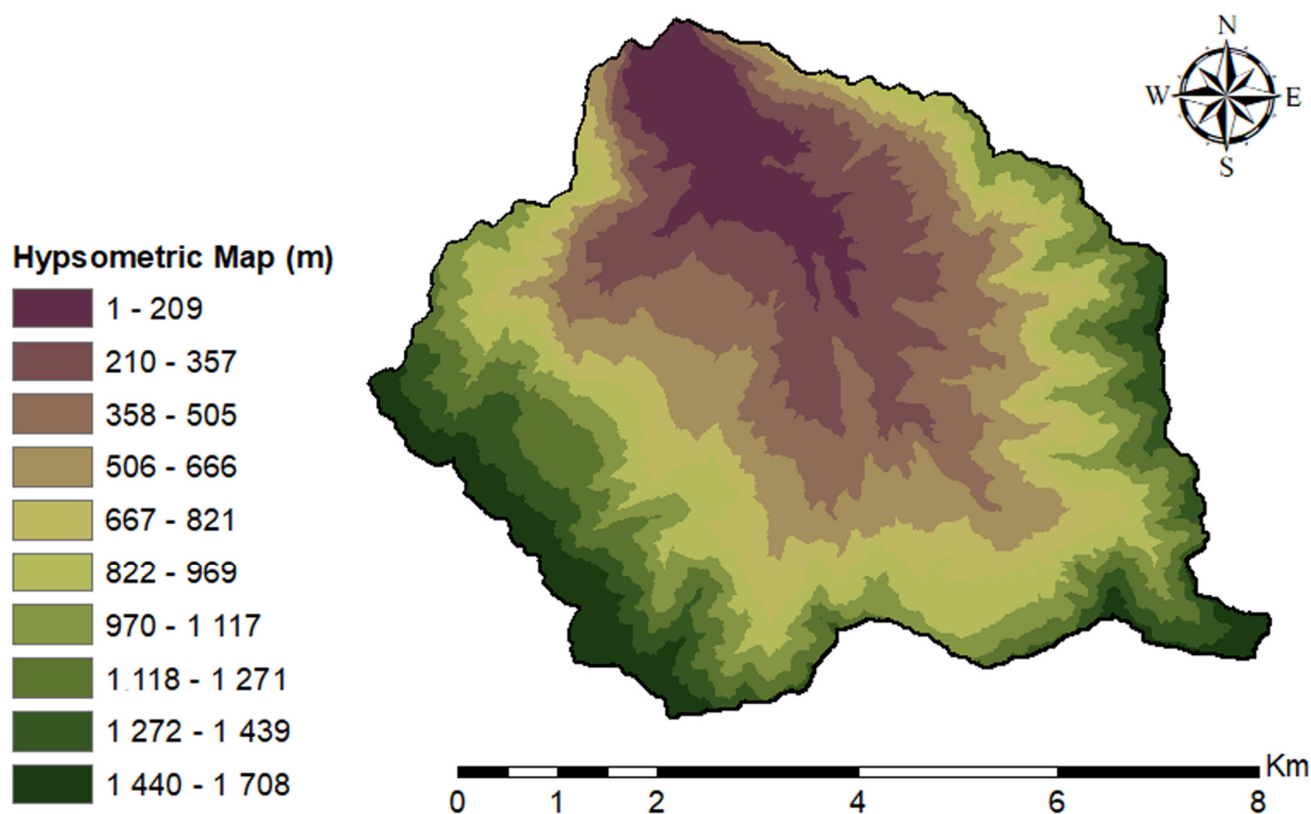 N
W E
S
Hypsometric Map (m)
1 - 209
210 - 357
358 - 505
506 - 666
667 - 821
822 - 969
970 - 1 117
1 118 - 1 271
1 272 - 1 439
1 440 - 1 708
Km
0 1 2 4 6 8